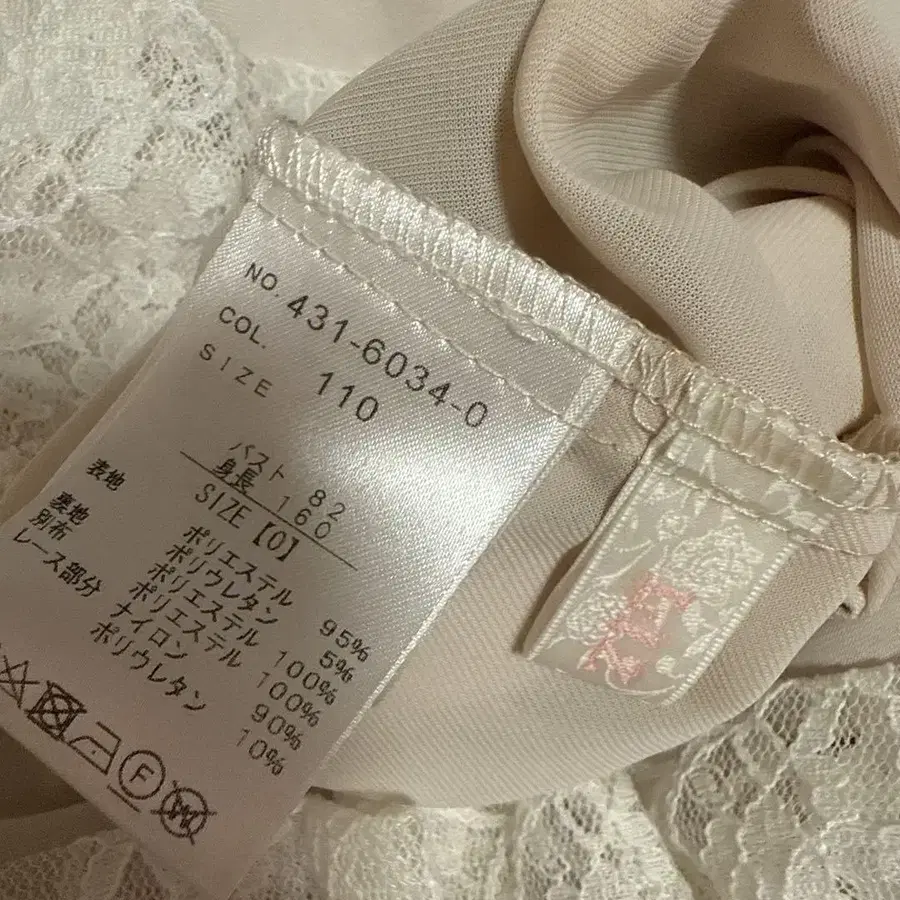 NO. 431-6034-0
COL. 110
SIZE
バスト 82
身長 160
SIZE【0】
表地 ポリエステル 95%
ポリウレタン 5%
裏地 ポリエステル 100%
別布 ポリエステル 100%
レース部分 ナイロン 90%
ポリウレタン 10%
F